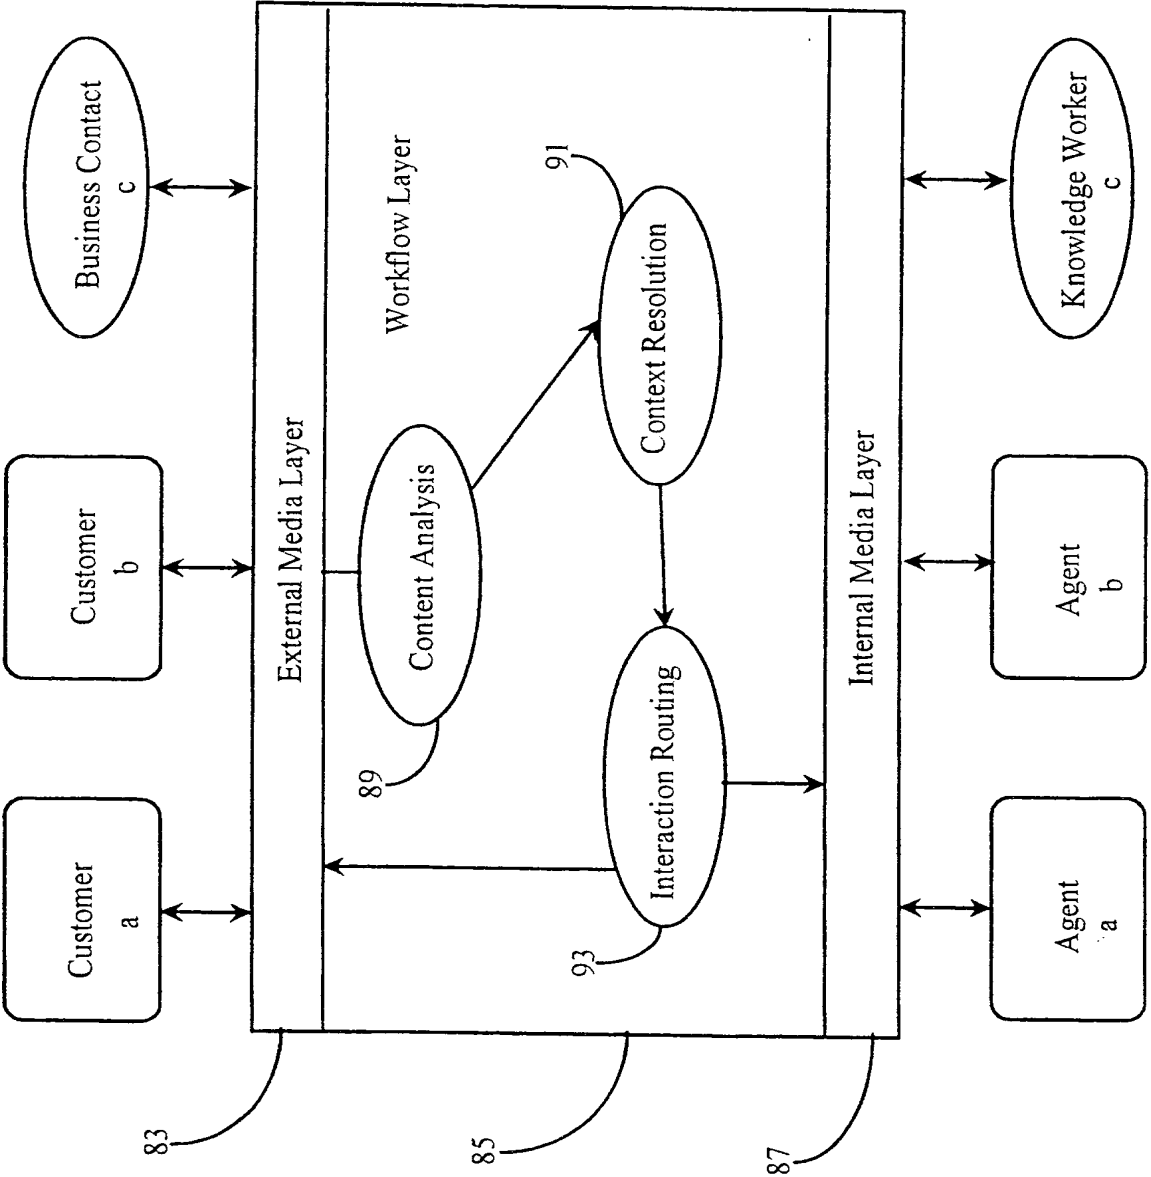 Customer
a
Customer
b
Business Contact
c
83
External Media Layer
85
Workflow Layer
89
Content Analysis
91
Context Resolution
93
Interaction Routing
87
Internal Media Layer
Agent
a
Agent
b
Knowledge Worker
c